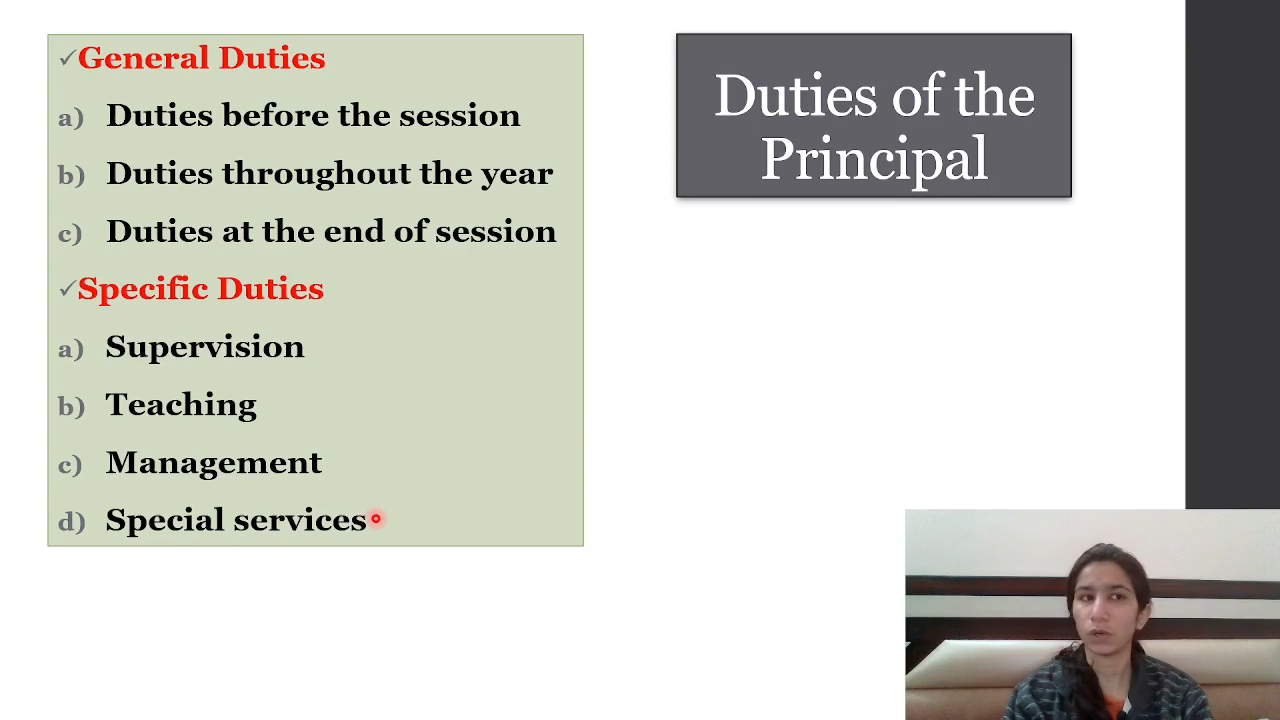 ✓General Duties
a) Duties before the session
b) Duties throughout the year
c) Duties at the end of session
✓Specific Duties
a) Supervision
b) Teaching
c) Management
d) Special services
Duties of the
Principal